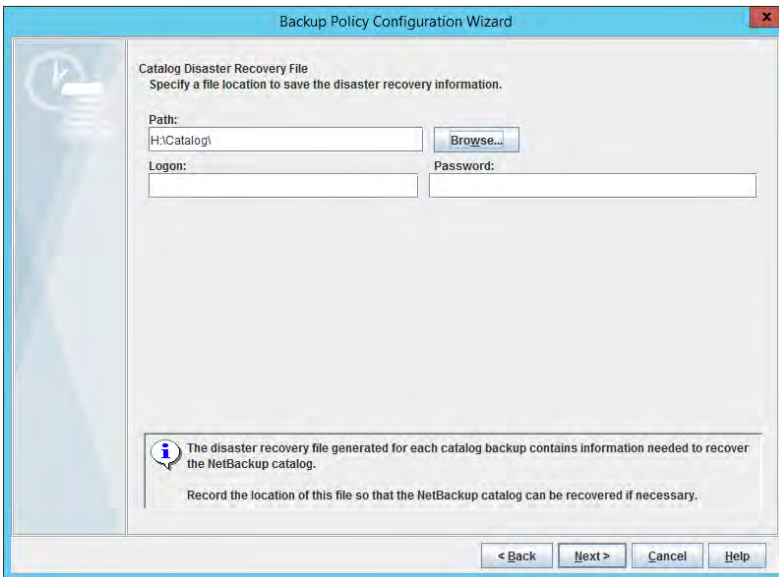 Backup Policy Configuration Wizard
x
Catalog Disaster Recovery File
Specify a file location to save the disaster recovery information.
Path:
H:\Catalog\
Browse...
Logon:
Password:
The disaster recovery file generated for each catalog backup contains information needed to recover
the NetBackup catalog.
Record the location of this file so that the NetBackup catalog can be recovered if necessary.
< Back
Next >
Cancel
Help